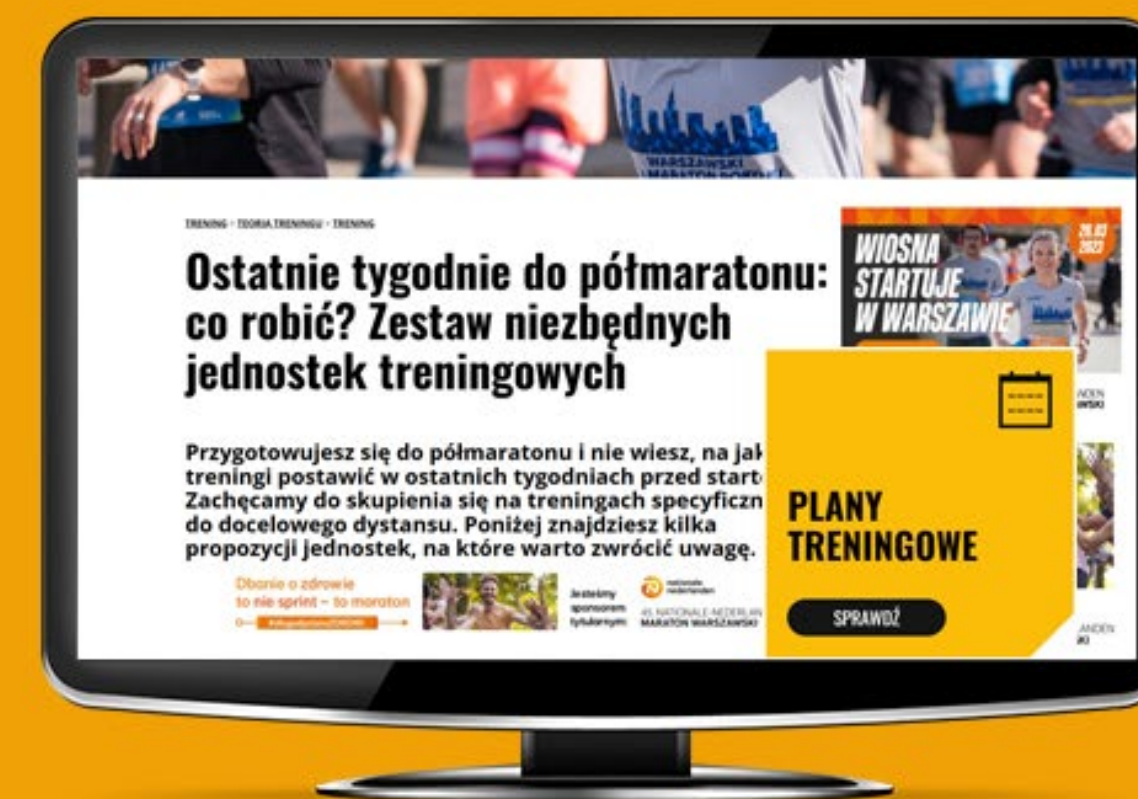 WARSZAWSKI
TRENING > TEORIA TRENINGU > TRENING
Ostatnie tygodnie do półmaratonu:
co robić? Zestaw niezbędnych
jednostek treningowych
Przygotowujesz się do półmaratonu i nie wiesz, na jak
treningi postawić w ostatnich tygodniach przed start
Zachęcamy do skupienia się na treningach specyficzn
do docelowego dystansu. Poniżej znajdziesz kilka
propozycji jednostek, na które warto zwrócić uwagę.
Dbanie o zdrowie
to nie sprint – to maraton
Jesteśmy
sponsorem
tytularnym
nationale
nederlanden
45. NATIONALE-NEDERLAN
MARATON WARSZAWSKI
26.03
2023
WIOSNA
STARTUJE
W WARSZAWIE
PLANY
TRENINGOWE
SPRAWDŹ